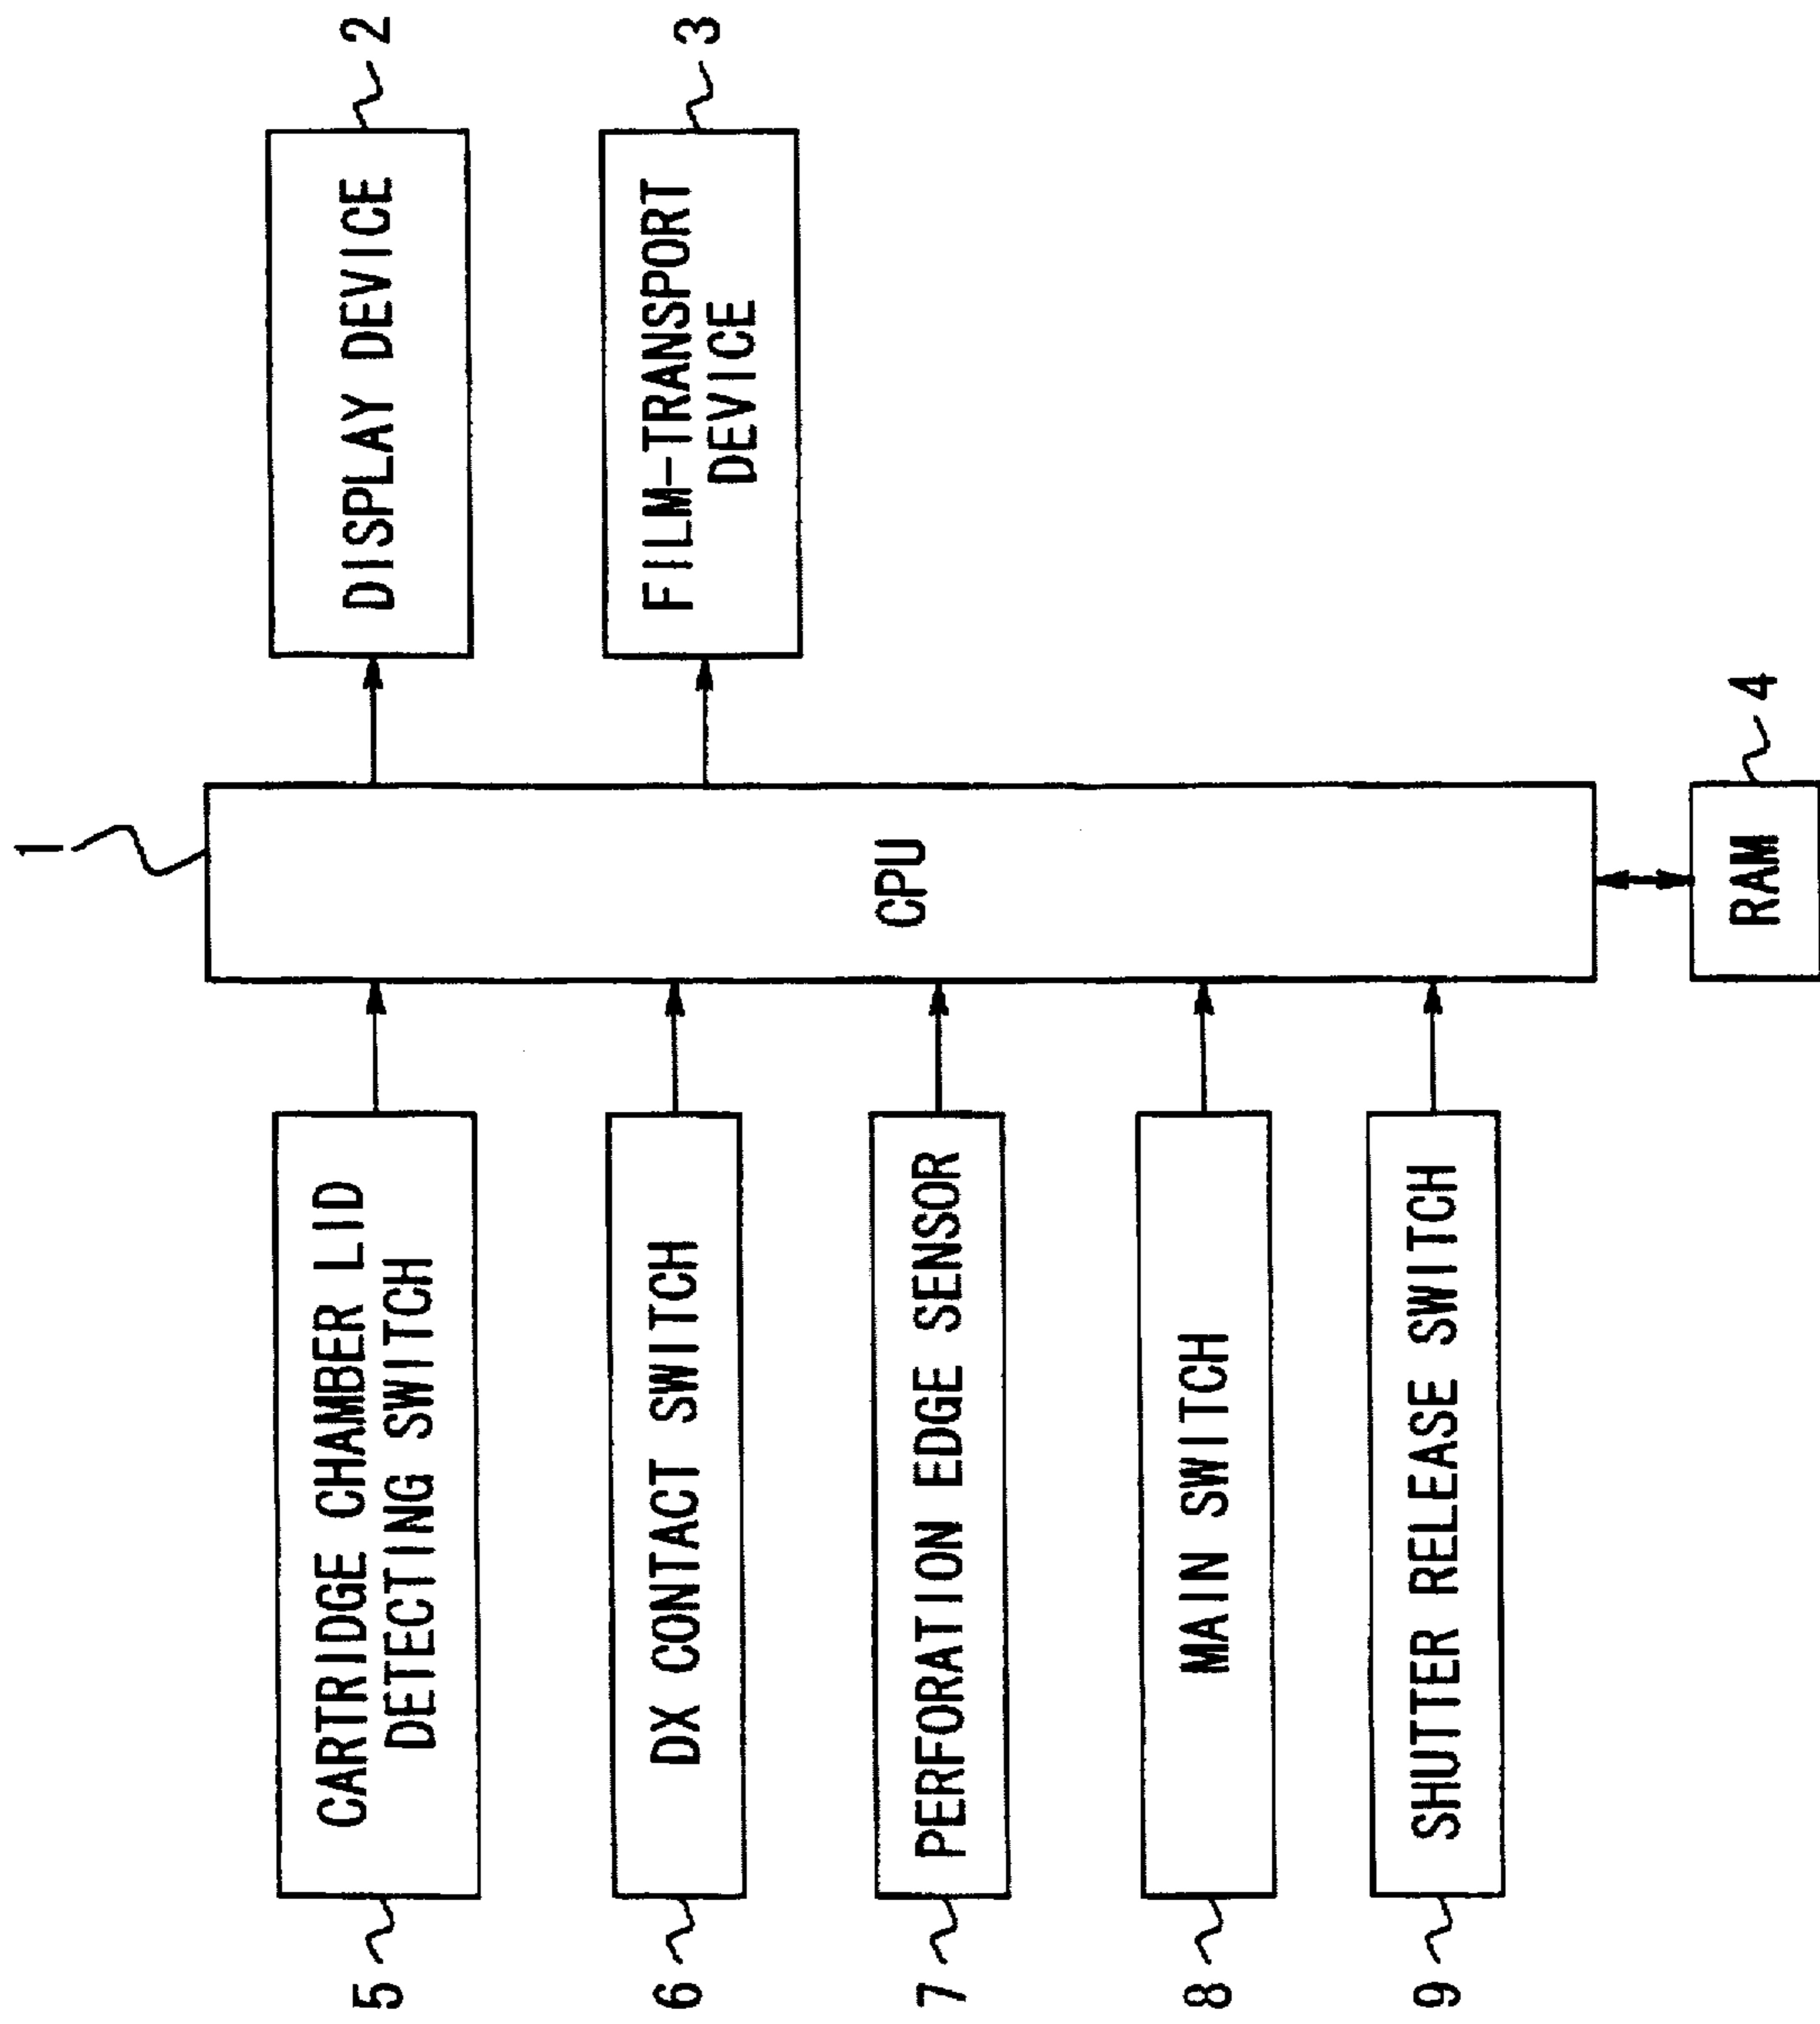 1
CPU
5
CARTRIDGE CHAMBER LID
DETECTING SWITCH
6
DX CONTACT SWITCH
7
PERFORATION EDGE SENSOR
8
MAIN SWITCH
9
SHUTTER RELEASE SWITCH
DISPLAY DEVICE
2
FILM-TRANSPORT
DEVICE
3
RAM
4